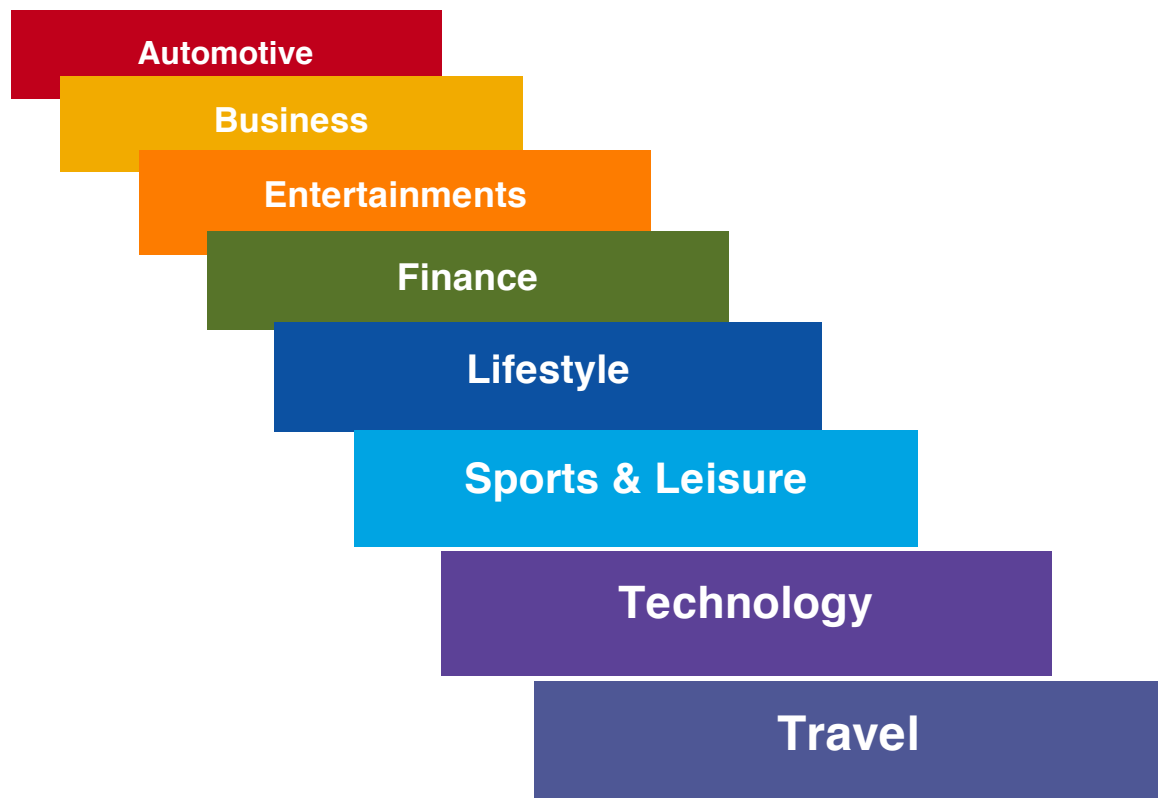 Automotive
Business
Entertainments
Finance
Lifestyle
Sports & Leisure
Technology
Travel